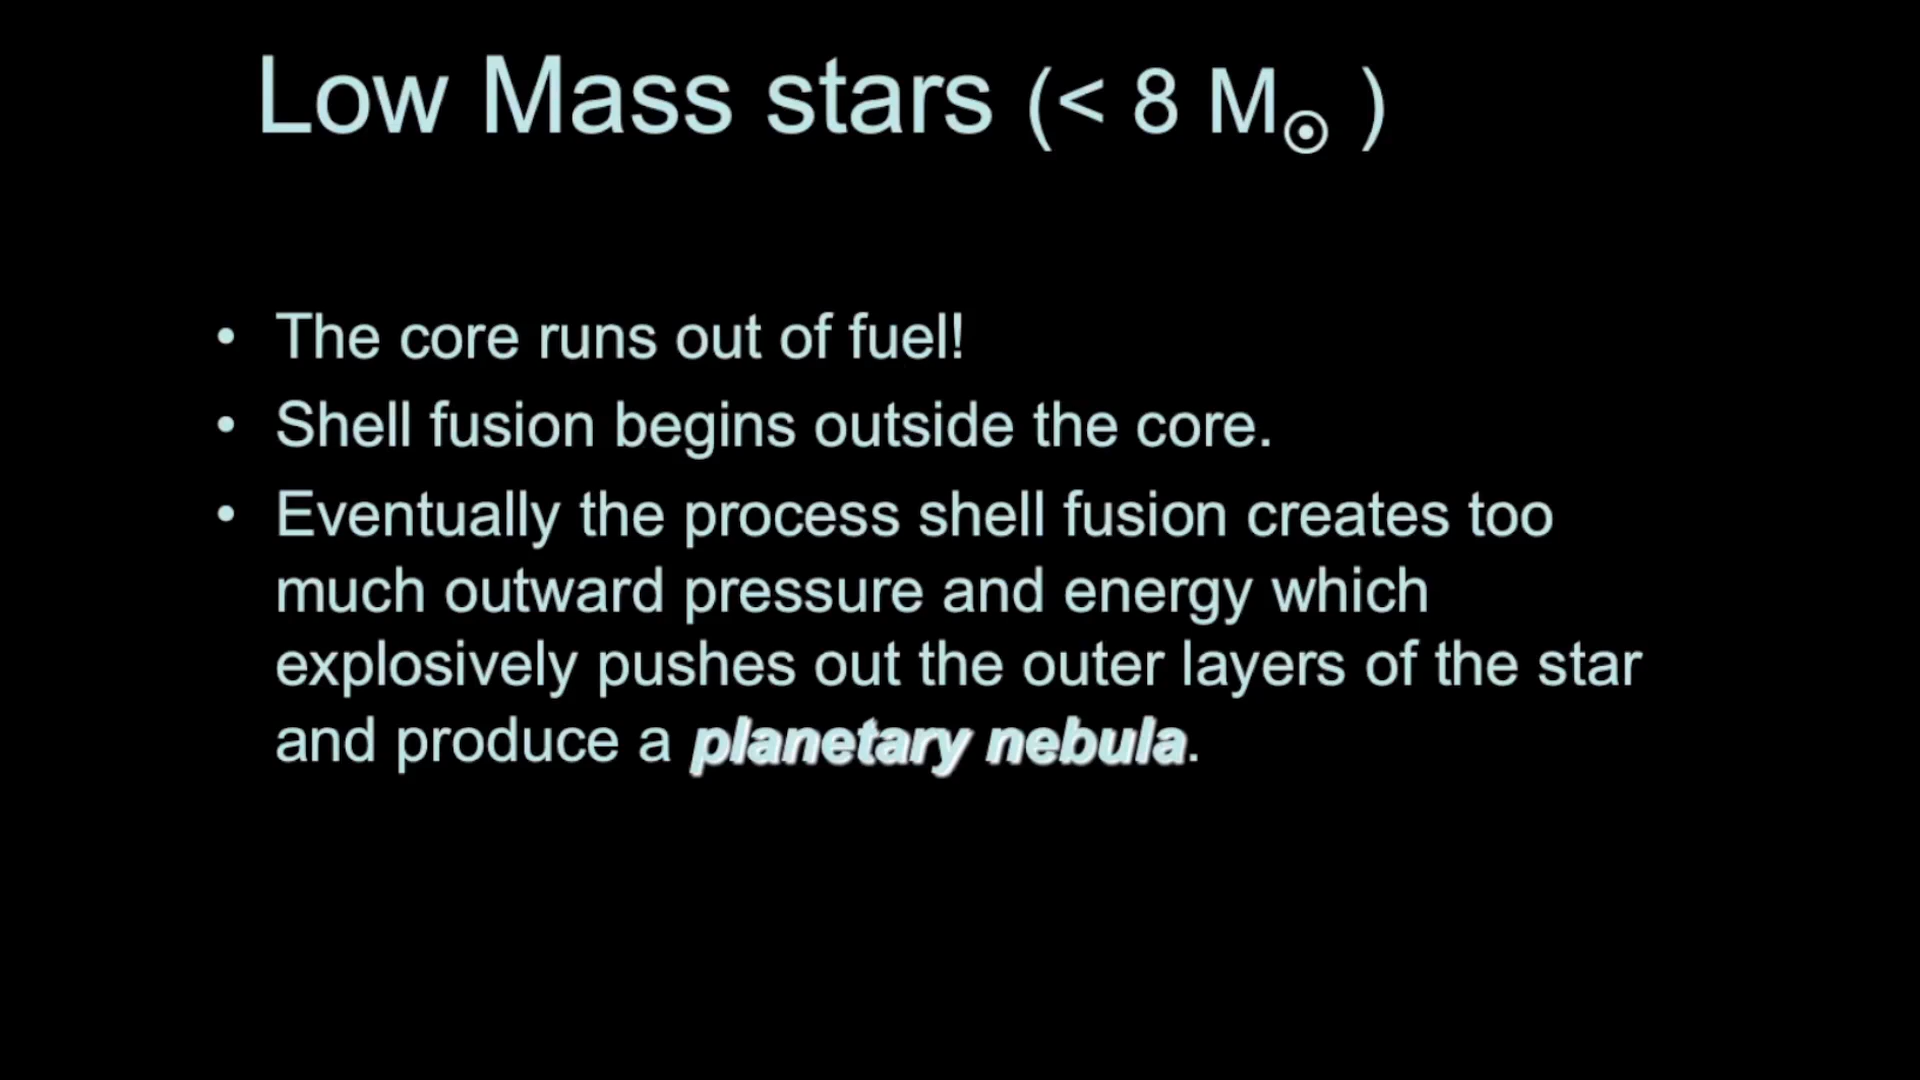 Low Mass stars (< 8 M☉ )
• The core runs out of fuel!
• Shell fusion begins outside the core.
• Eventually the process shell fusion creates too
much outward pressure and energy which
explosively pushes out the outer layers of the star
and produce a planetary nebula.